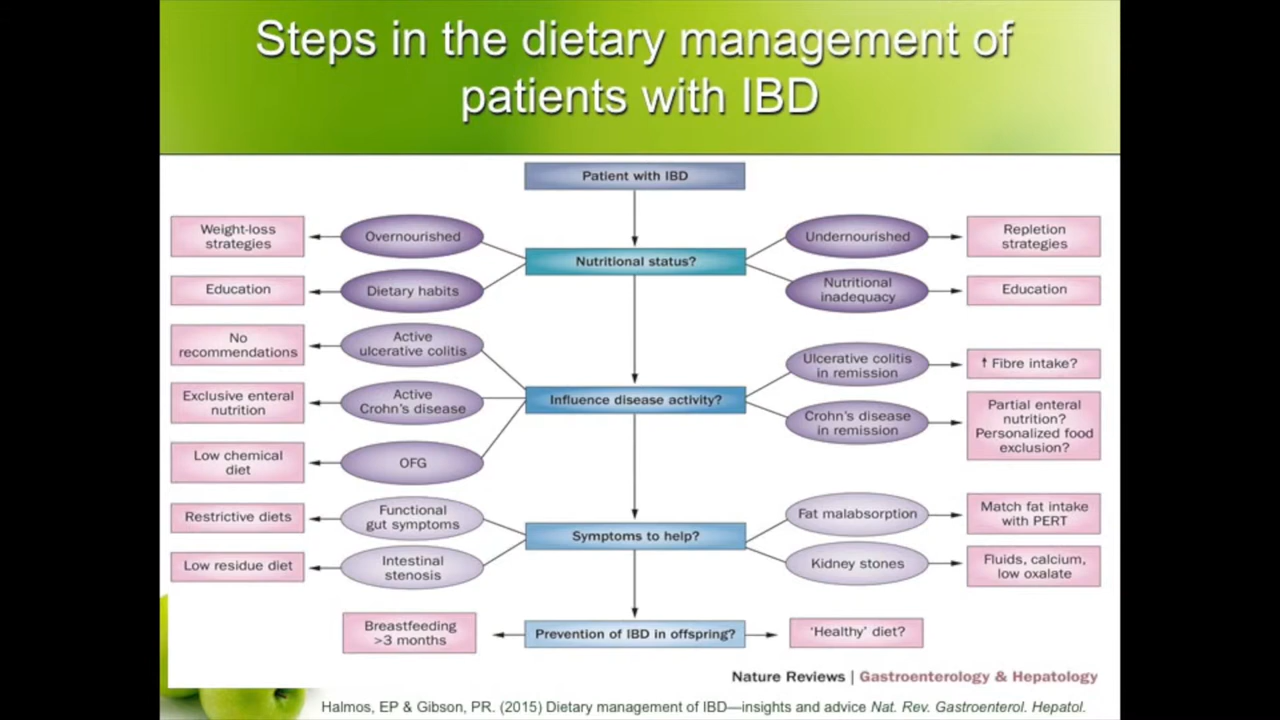 Steps in the dietary management of
patients with IBD
Patient with IBD
Nutritional status?
Overnourished
Weight-loss
strategies
Dietary habits
Education
Undernourished
Repletion
strategies
Nutritional
inadequacy
Education
Influence disease activity?
Active
ulcerative colitis
No
recommendations
Active
Crohn's disease
Exclusive enteral
nutrition
OFG
Low chemical
diet
Ulcerative colitis
in remission
↑ Fibre intake?
Crohn's disease
in remission
Partial enteral
nutrition?
Personalized food
exclusion?
Symptoms to help?
Functional
gut symptoms
Restrictive diets
Intestinal
stenosis
Low residue diet
Fat malabsorption
Match fat intake
with PERT
Kidney stones
Fluids, calcium,
low oxalate
Prevention of IBD in offspring?
Breastfeeding
>3 months
'Healthy' diet?
Nature Reviews | Gastroenterology & Hepatology
Halmos, EP & Gibson, PR. (2015) Dietary management of IBD—insights and advice Nat. Rev. Gastroenterol. Hepatol.